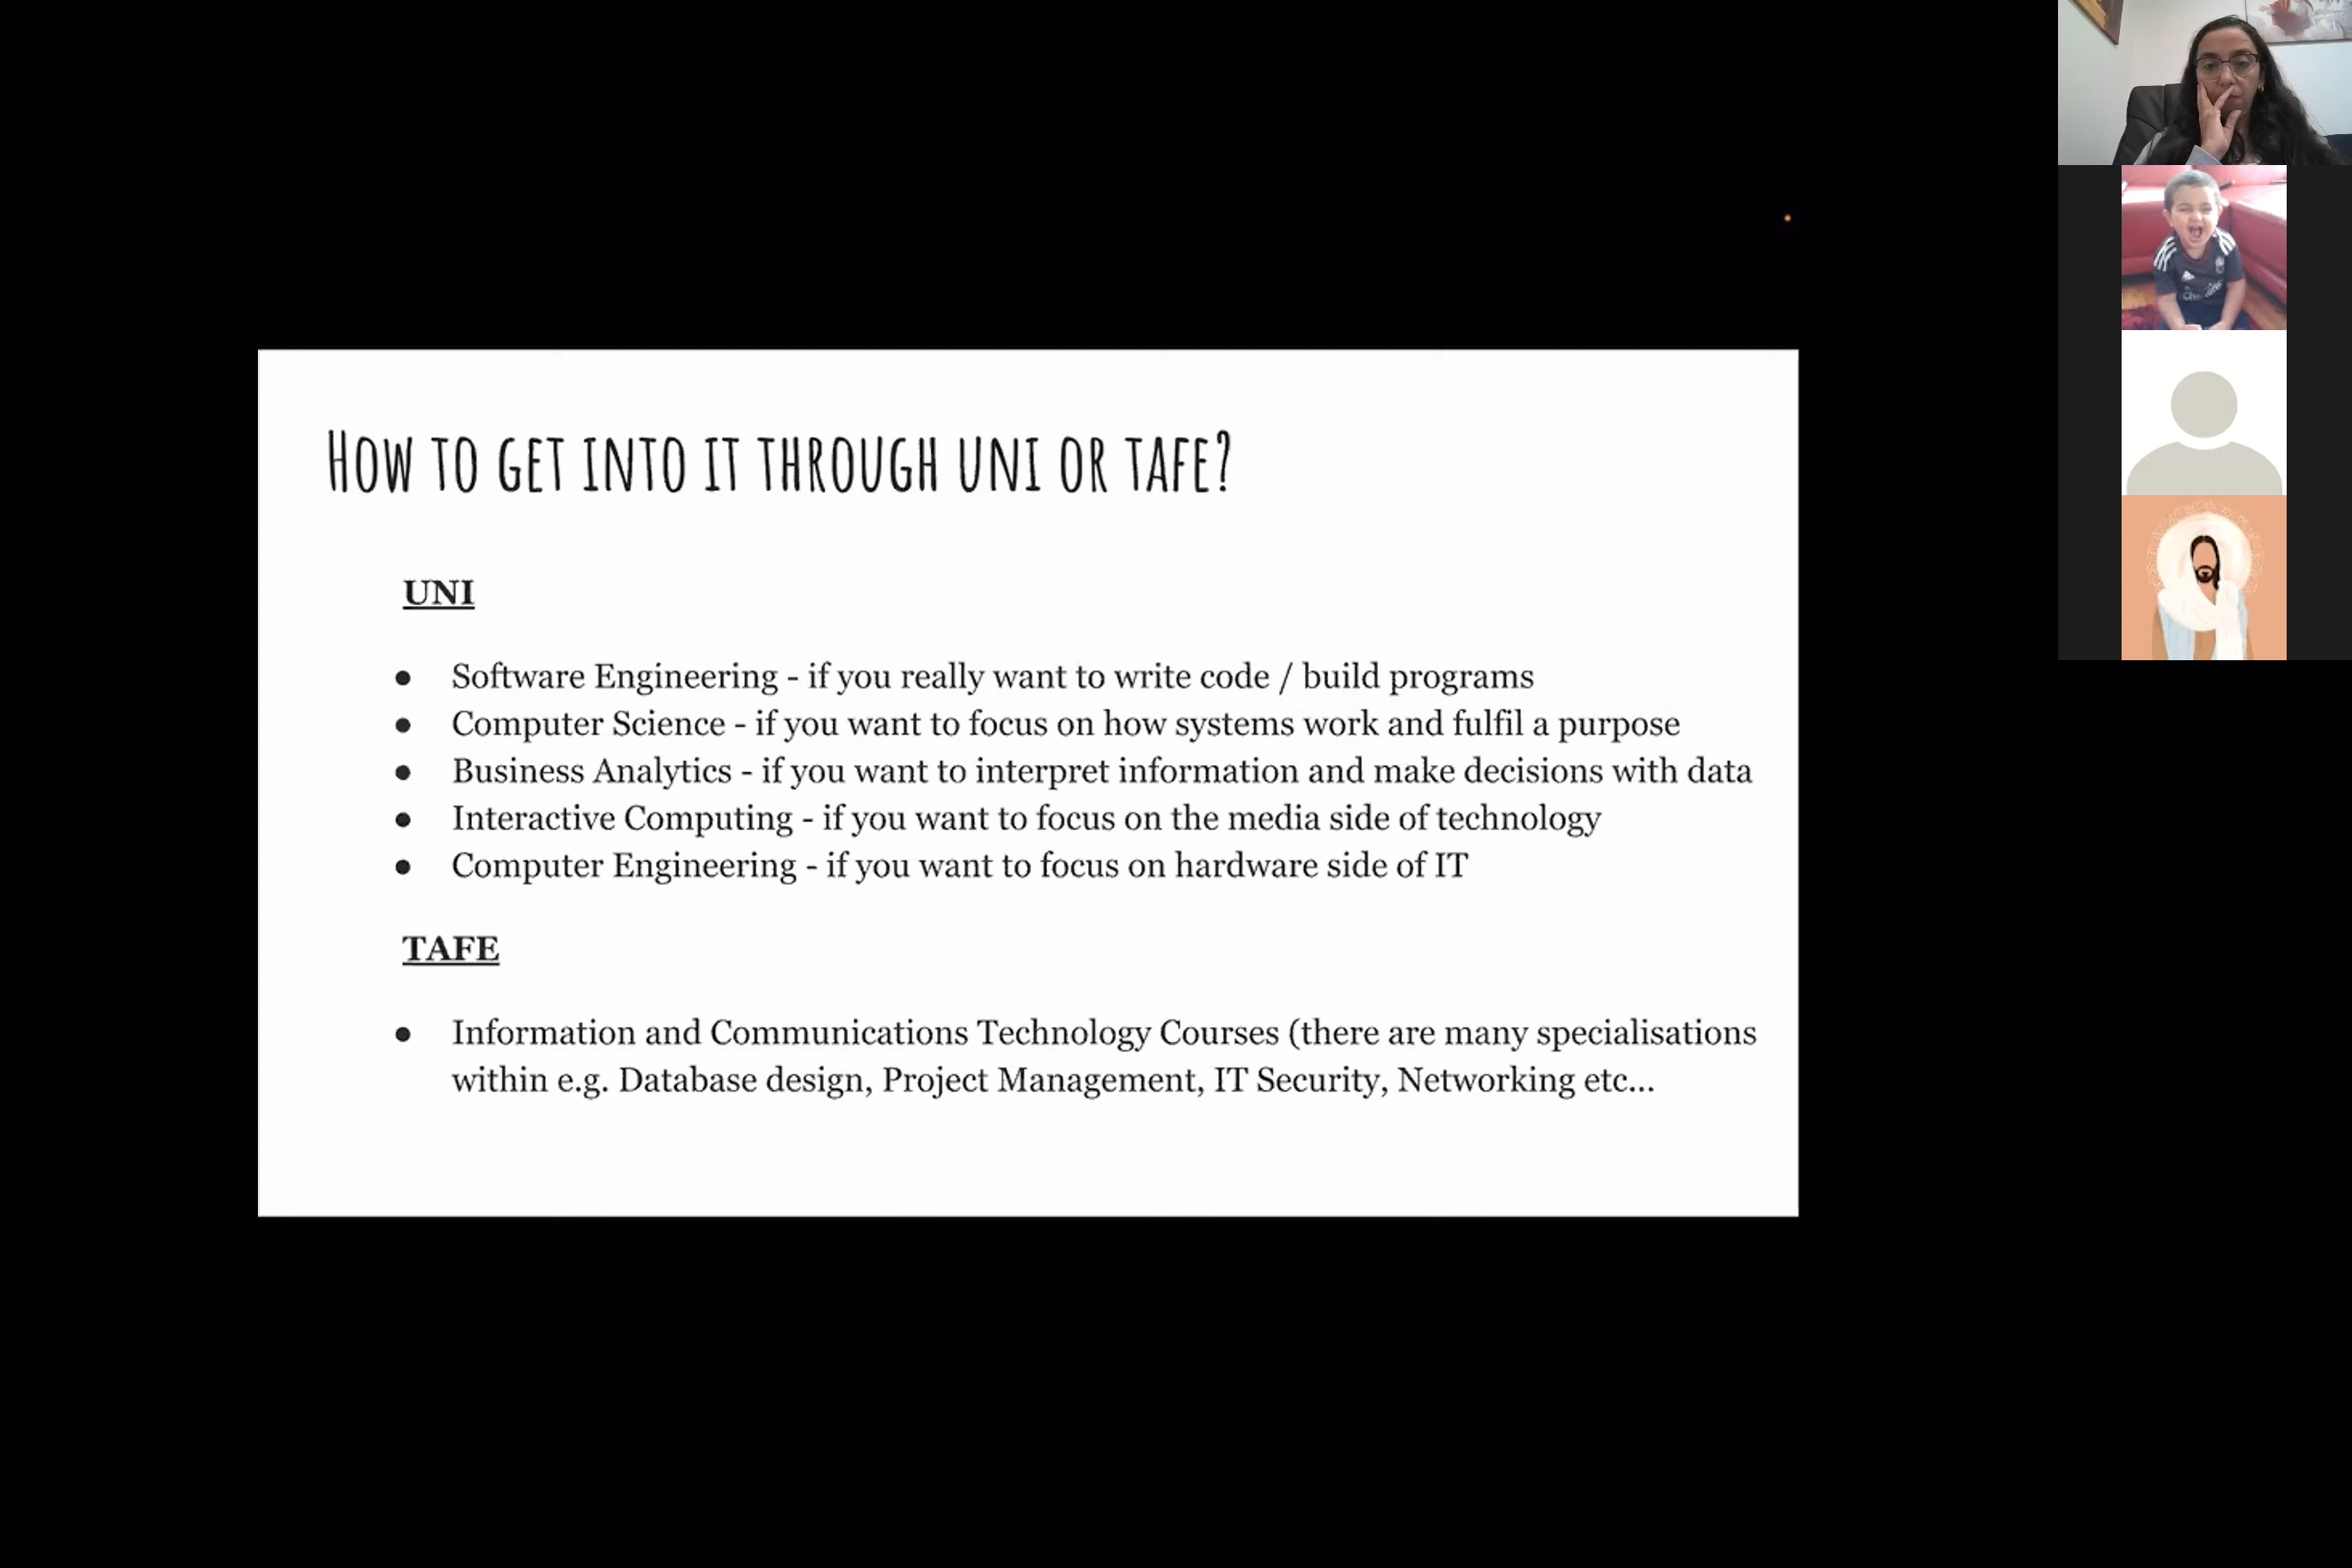 How to get into it through uni or tafe?
UNI
● Software Engineering - if you really want to write code / build programs
● Computer Science - if you want to focus on how systems work and fulfil a purpose
● Business Analytics - if you want to interpret information and make decisions with data
● Interactive Computing - if you want to focus on the media side of technology
● Computer Engineering - if you want to focus on hardware side of IT
TAFE
● Information and Communications Technology Courses (there are many specialisations
within e.g. Database design, Project Management, IT Security, Networking etc...